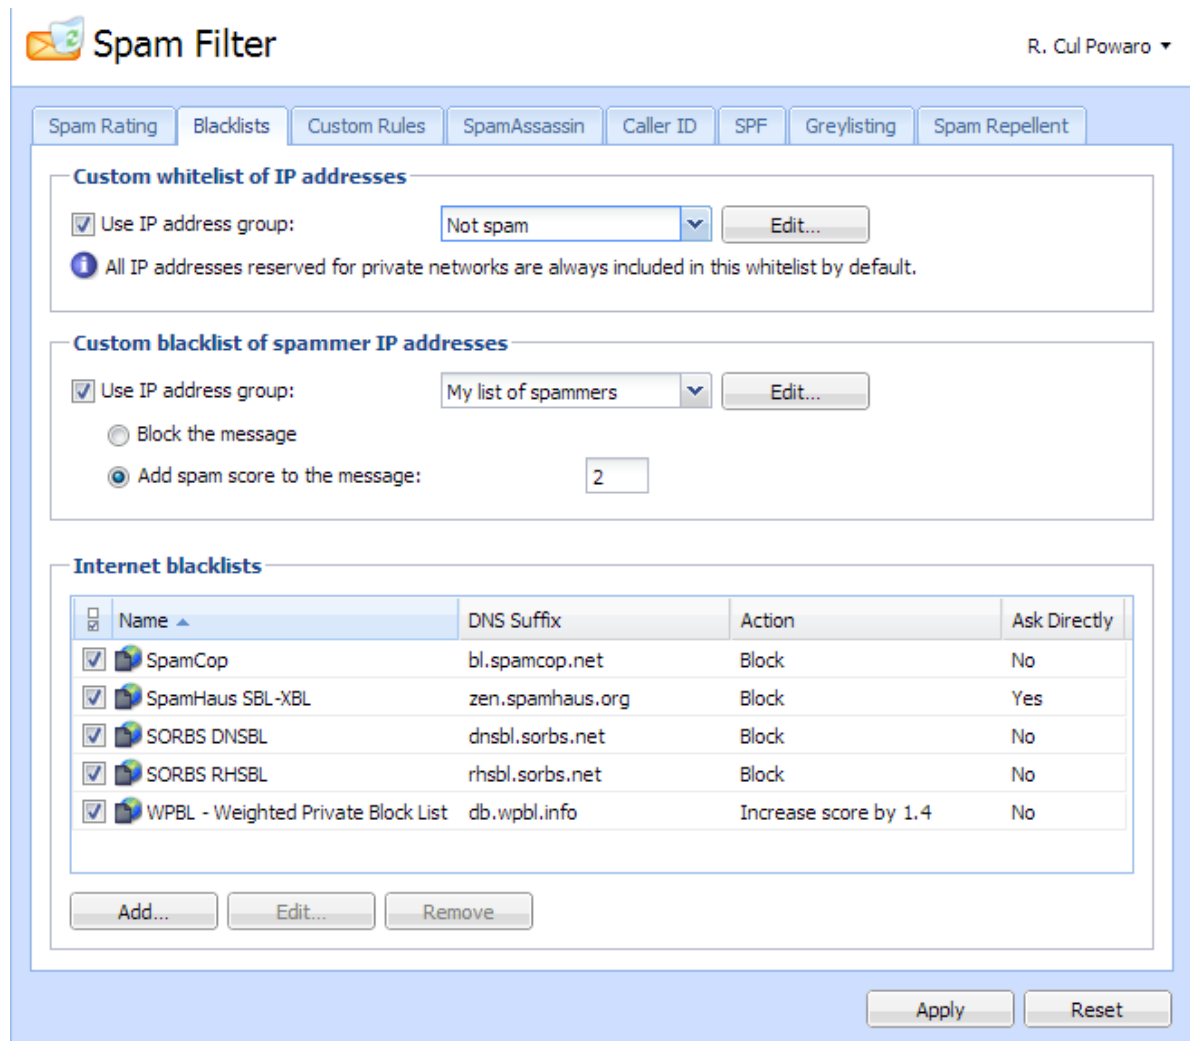 Spam Filter
R. Cul Powaro
Spam Rating Blacklists Custom Rules SpamAssassin Caller ID SPF Greylisting Spam Repellent
Custom whitelist of IP addresses
Use IP address group: Not spam Edit...
All IP addresses reserved for private networks are always included in this whitelist by default.
Custom blacklist of spammer IP addresses
Use IP address group: My list of spammers Edit...
Block the message
Add spam score to the message: 2
Internet blacklists
Name DNS Suffix Action Ask Directly
SpamCop bl.spamcop.net Block No
SpamHaus SBL-XBL zen.spamhaus.org Block Yes
SORBS DNSBL dnsbl.sorbs.net Block No
SORBS RHSBL rhsbl.sorbs.net Block No
WPBL - Weighted Private Block List db.wpbl.info Increase score by 1.4 No
Add... Edit... Remove
Apply Reset